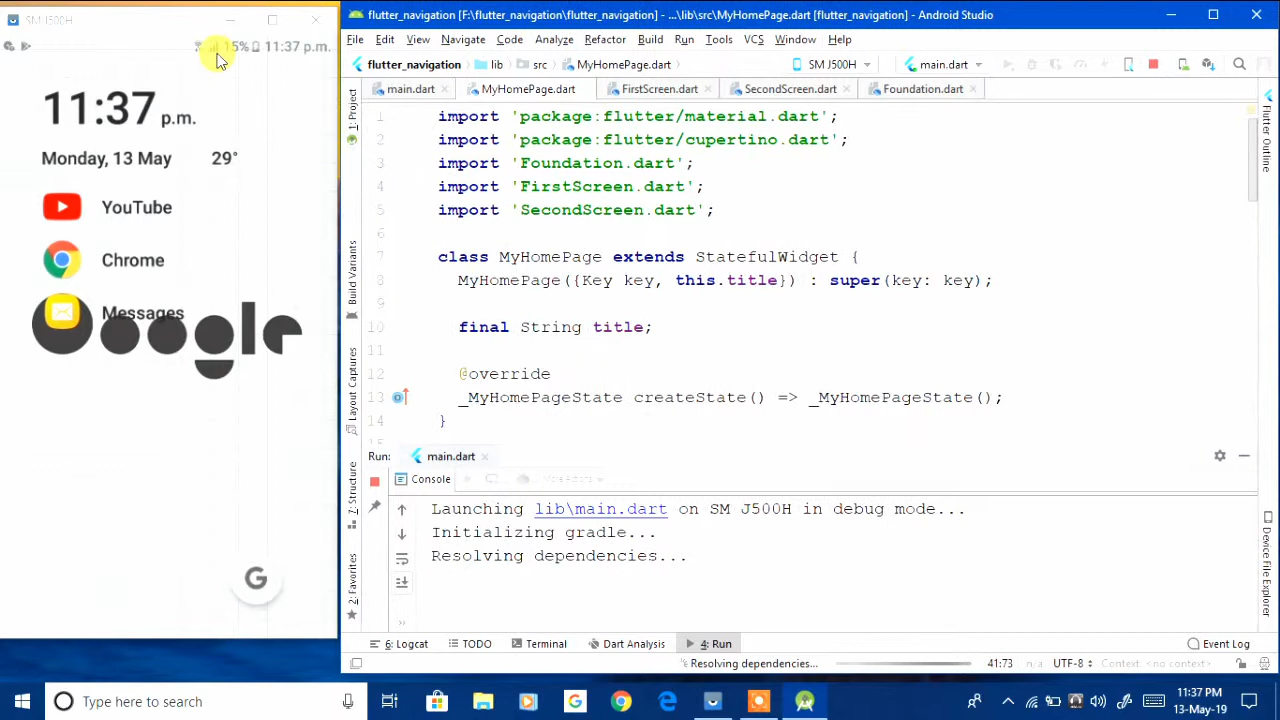 SM J500H
15% 11:37 p.m.
11:37 p.m.
Monday, 13 May 29°
YouTube
Chrome
Messages
Google
G
flutter_navigation [F:\flutter_navigation\flutter_navigation] - ...\lib\src\MyHomePage.dart [flutter_navigation] - Android Studio
File Edit View Navigate Code Analyze Refactor Build Run Tools VCS Window Help
flutter_navigation lib src MyHomePage.dart SM J500H main.dart
main.dart MyHomePage.dart FirstScreen.dart SecondScreen.dart Foundation.dart
1 import 'package:flutter/material.dart';
2 import 'package:flutter/cupertino.dart';
3 import 'Foundation.dart';
4 import 'FirstScreen.dart';
5 import 'SecondScreen.dart';
6
7 class MyHomePage extends StatefulWidget {
8 MyHomePage({Key key, this.title}) : super(key: key);
9
10 final String title;
11
12 @override
13 _MyHomePageState createState() => _MyHomePageState();
14 }
15
1: Project
Build Variants
Layout Captures
7: Structure
2: Favorites
Flutter Outline
Device File Explorer
Run: main.dart
Console
Launching lib\main.dart on SM J500H in debug mode...
Initializing gradle...
Resolving dependencies...
6: Logcat TODO Terminal Dart Analysis 4: Run Event Log
Resolving dependencies... 41:73 n/a UTF-8 Context: <no context>
Type here to search
11:37 PM
13-May-19